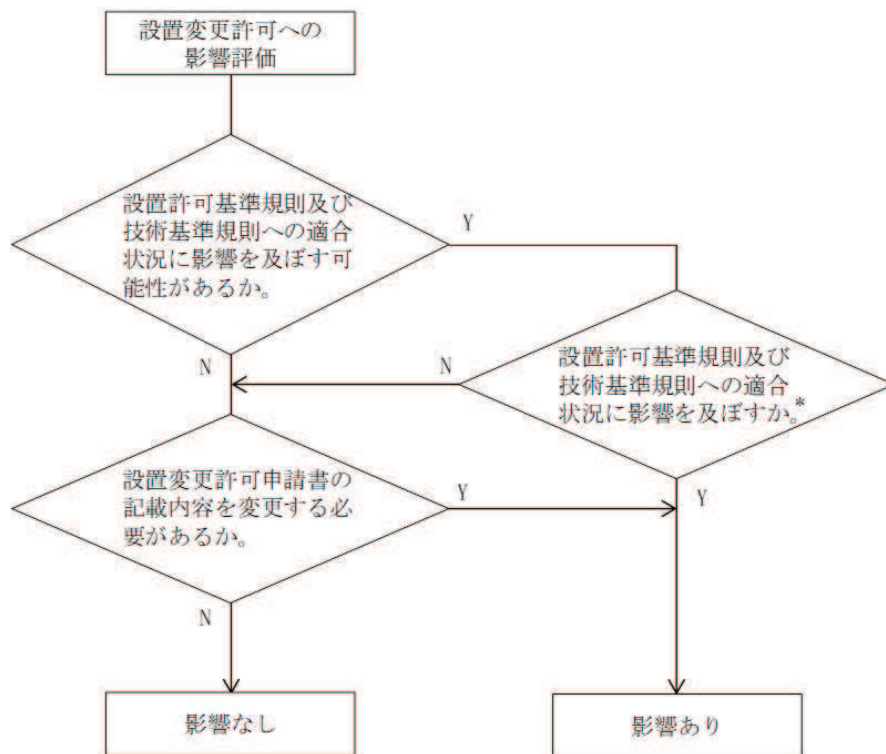 設置変更許可への
影響評価
設置許可基準規則及び
技術基準規則への適合
状況に影響を及ぼす可
能性があるか。
Y
N
設置許可基準規則及び
技術基準規則への適合
状況に影響を及ぼすか。*
N
Y
設置変更許可申請書の
記載内容を変更する必
要があるか。
Y
N
影響なし
影響あり